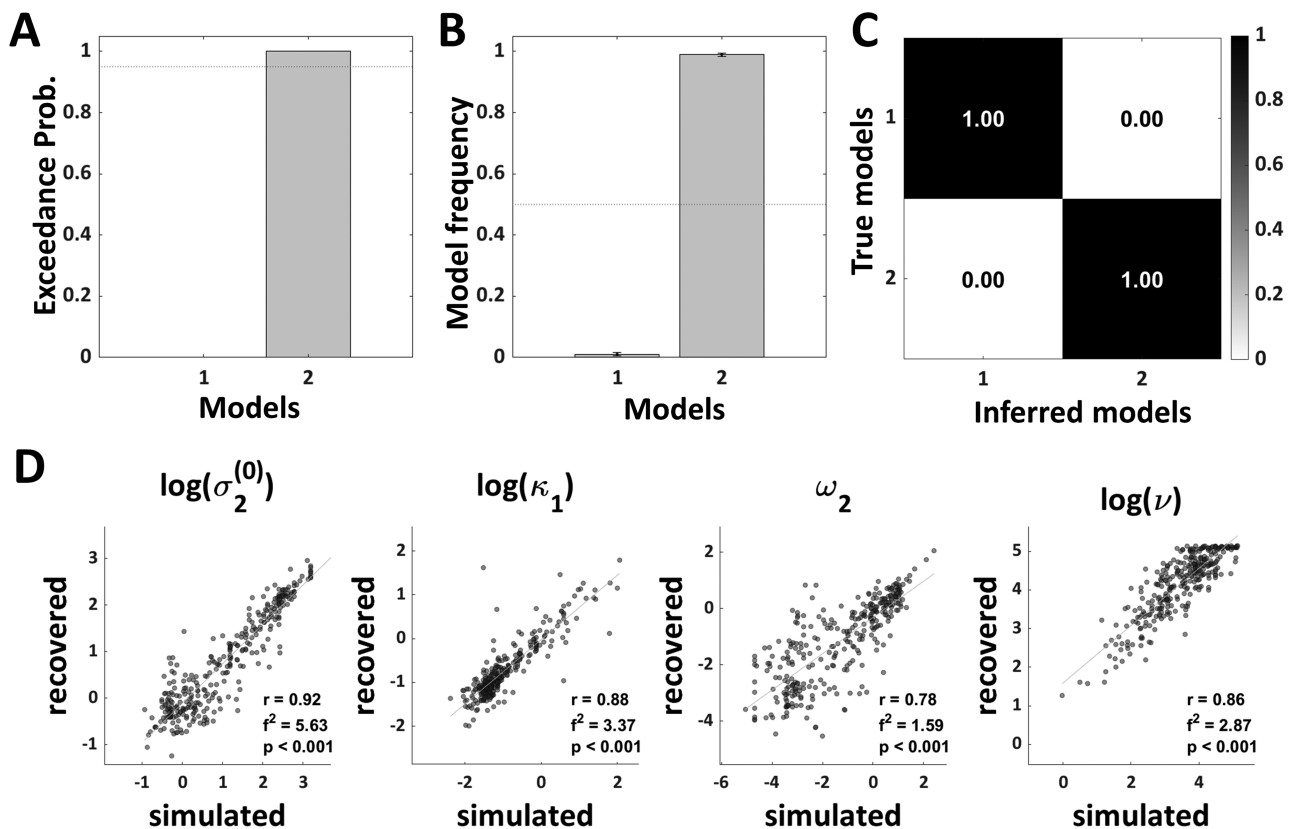 A
Exceedance Prob.
1
0.8
0.6
0.4
0.2
0
1 2
Models
B
Model frequency
1
0.8
0.6
0.4
0.2
0
1 2
Models
C
True models
1
2
1.00 0.00
0.00 1.00
1 2
Inferred models
1
0.8
0.6
0.4
0.2
0
D
log(σ₂⁽⁰⁾)
recovered
3
2
1
0
-1
r = 0.92
f² = 5.63
p < 0.001
-1 0 1 2 3
simulated
log(κ₁)
recovered
2
1
0
-1
-2
r = 0.88
f² = 3.37
p < 0.001
-2 0 2
simulated
ω₂
recovered
2
0
-2
-4
r = 0.78
f² = 1.59
p < 0.001
-6 -4 -2 0 2
simulated
log(ν)
recovered
5
4
3
2
1
0
r = 0.86
f² = 2.87
p < 0.001
0 2 4
simulated